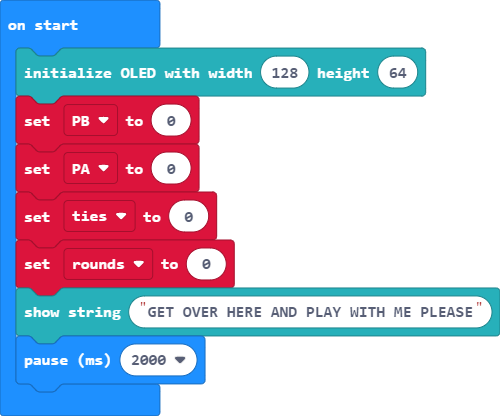 on start
initialize OLED with width 128 height 64
set PB to 0
set PA to 0
set ties to 0
set rounds to 0
show string "GET OVER HERE AND PLAY WITH ME PLEASE"
pause (ms) 2000